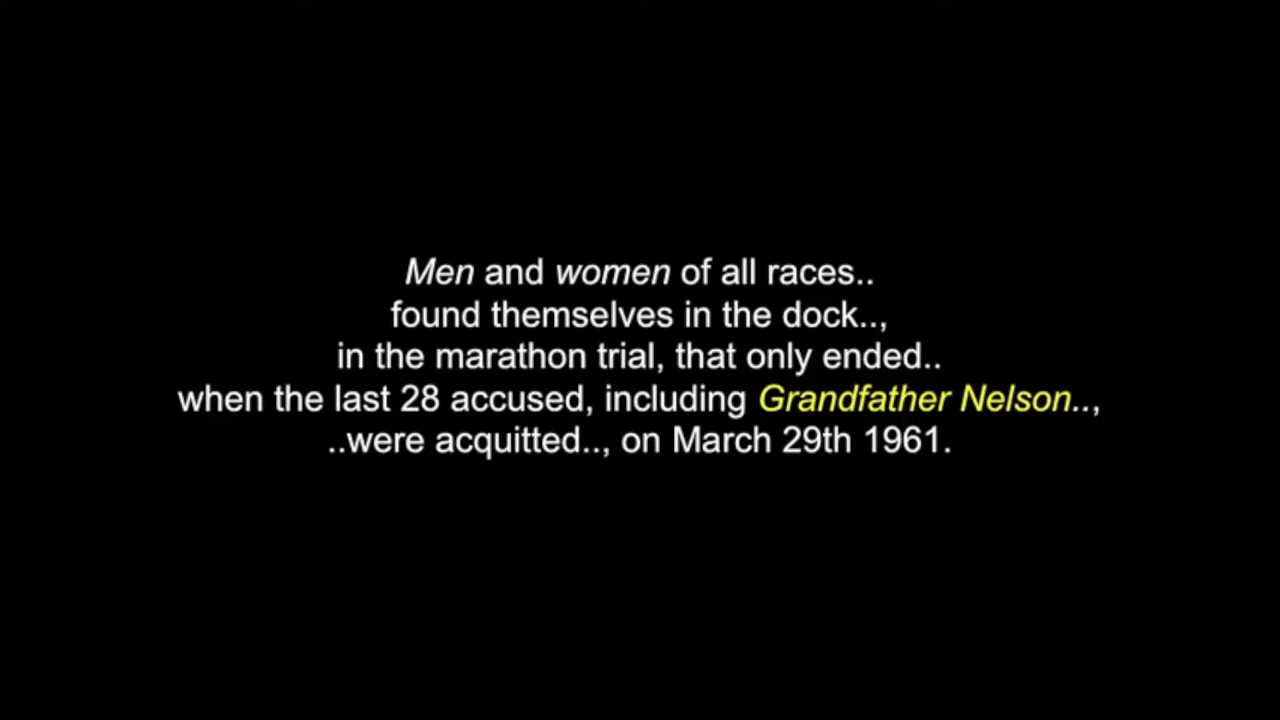 Men and women of all races..
found themselves in the dock..,
in the marathon trial, that only ended..
when the last 28 accused, including Grandfather Nelson..,
..were acquitted.., on March 29th 1961.